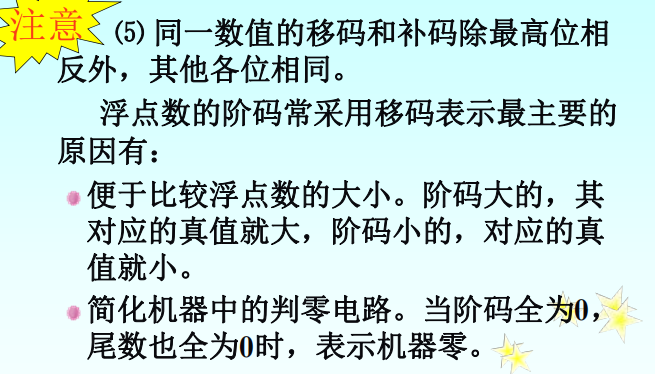 注意
⑸ 同一数值的移码和补码除最高位相
反外，其他各位相同。
浮点数的阶码常采用移码表示最主要的
原因有：
便于比较浮点数的大小。阶码大的，其
对应的真值就大，阶码小的，对应的真
值就小。
简化机器中的判零电路。当阶码全为0，
尾数也全为0时，表示机器零。